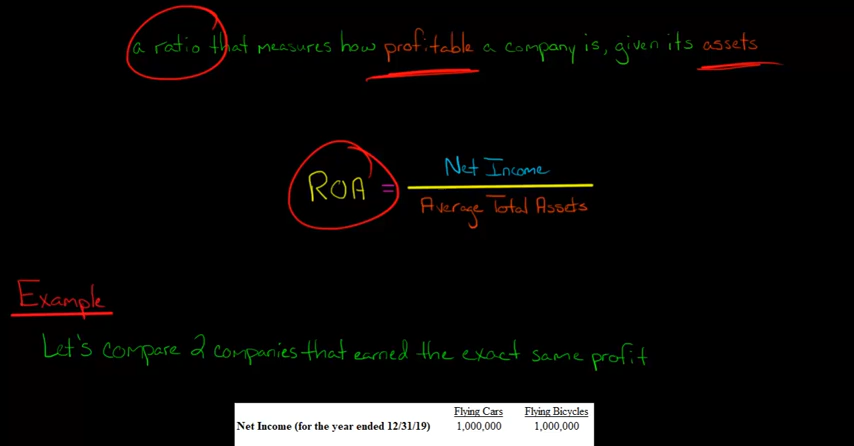 a ratio that measures how profitable a company is, given its assets
ROA = Net Income
Average Total Assets
Example
Let's compare 2 companies that earned the exact same profit
Flying Cars Flying Bicycles
Net Income (for the year ended 12/31/19) 1,000,000 1,000,000